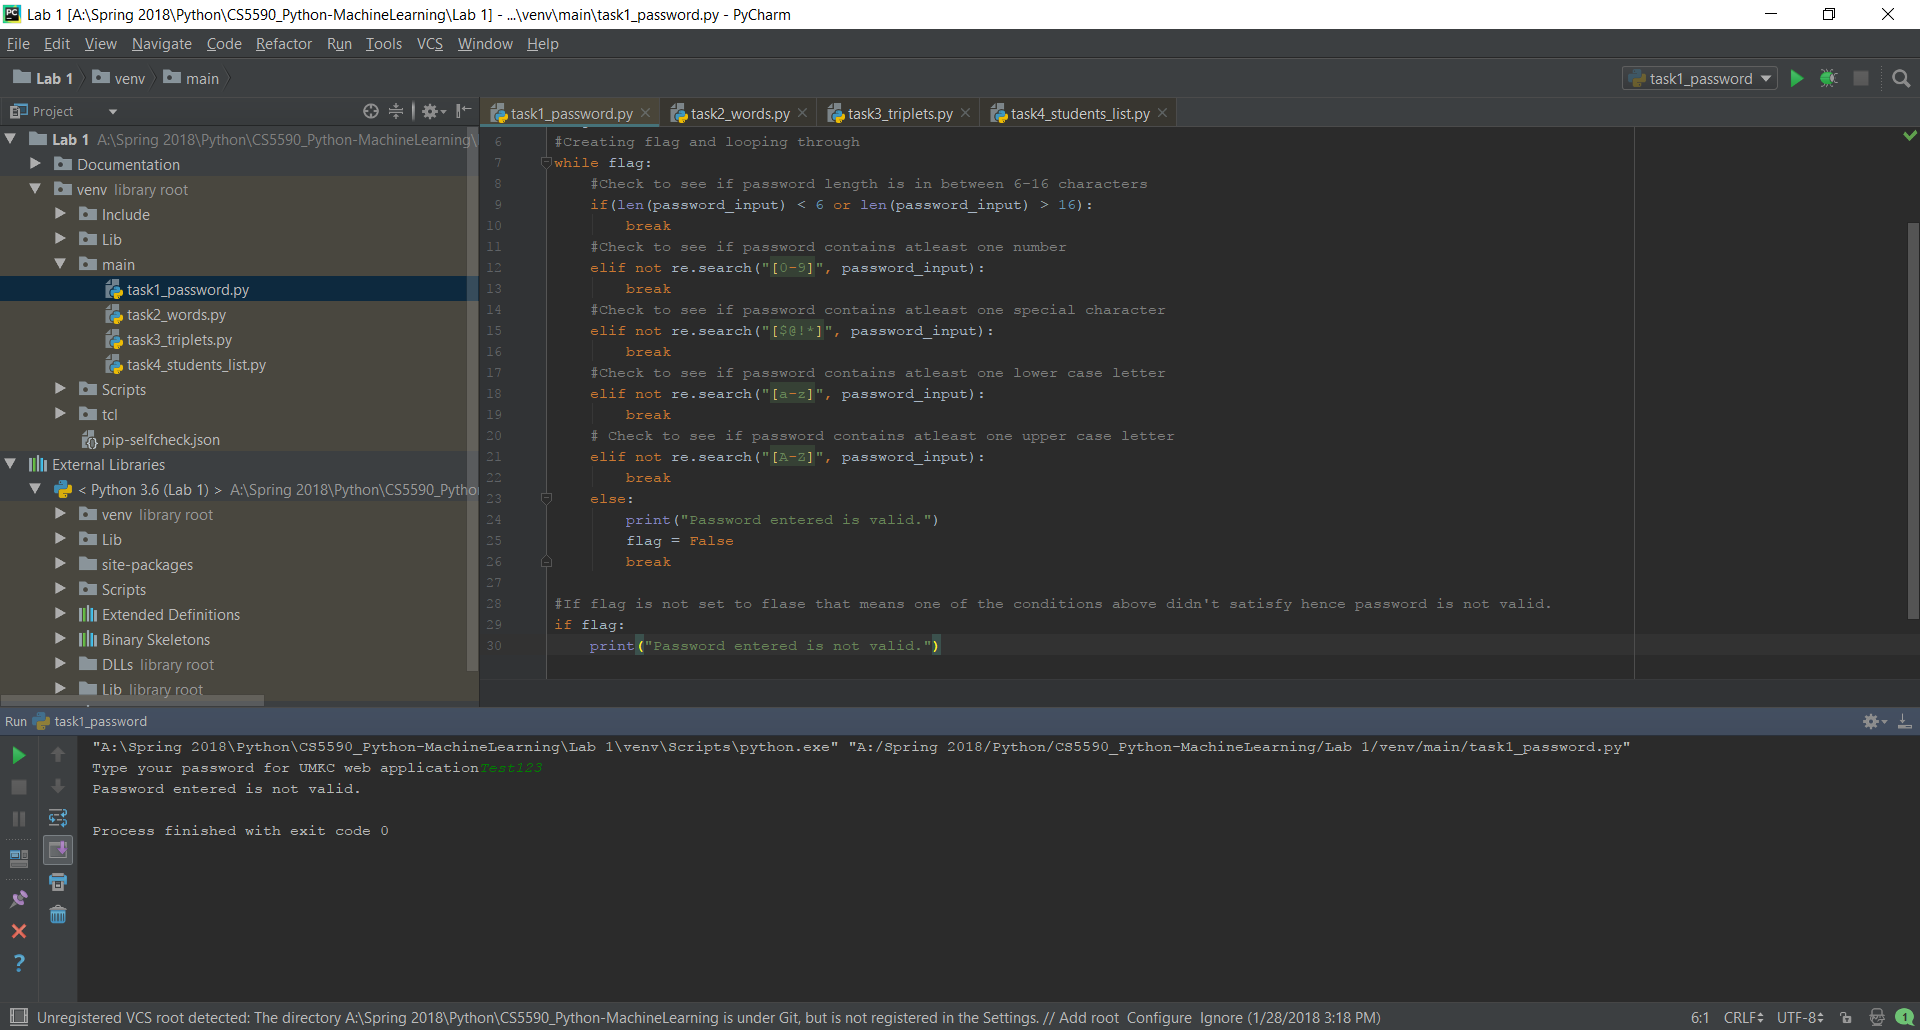 Lab 1 [A:\Spring 2018\Python\CS5590_Python-MachineLearning\Lab 1] - ...\venv\main\task1_password.py - PyCharm
File Edit View Navigate Code Refactor Run Tools VCS Window Help
Lab 1 venv main
task1_password
Project
task1_password.py task2_words.py task3_triplets.py task4_students_list.py
Lab 1 A:\Spring 2018\Python\CS5590_Python-MachineLearning\
Documentation
venv library root
Include
Lib
main
task1_password.py
task2_words.py
task3_triplets.py
task4_students_list.py
Scripts
tcl
pip-selfcheck.json
External Libraries
< Python 3.6 (Lab 1) > A:\Spring 2018\Python\CS5590_Pytho
venv library root
Lib
site-packages
Scripts
Extended Definitions
Binary Skeletons
DLLs library root
Lib library root
6 #Creating flag and looping through
7 while flag:
8 #Check to see if password length is in between 6-16 characters
9 if(len(password_input) < 6 or len(password_input) > 16):
10 break
11 #Check to see if password contains atleast one number
12 elif not re.search("[0-9]", password_input):
13 break
14 #Check to see if password contains atleast one special character
15 elif not re.search("[$@!*]", password_input):
16 break
17 #Check to see if password contains atleast one lower case letter
18 elif not re.search("[a-z]", password_input):
19 break
20 # Check to see if password contains atleast one upper case letter
21 elif not re.search("[A-Z]", password_input):
22 break
23 else:
24 print("Password entered is valid.")
25 flag = False
26 break
27
28 #If flag is not set to flase that means one of the conditions above didn't satisfy hence password is not valid.
29 if flag:
30 print("Password entered is not valid.")
Run task1_password
"A:\Spring 2018\Python\CS5590_Python-MachineLearning\Lab 1\venv\Scripts\python.exe" "A:/Spring 2018/Python/CS5590_Python-MachineLearning/Lab 1/venv/main/task1_password.py"
Type your password for UMKC web applicationTest123
Password entered is not valid.
Process finished with exit code 0
Unregistered VCS root detected: The directory A:\Spring 2018\Python\CS5590_Python-MachineLearning is under Git, but is not registered in the Settings. // Add root Configure Ignore (1/28/2018 3:18 PM)
6:1 CRLF UTF-8 1